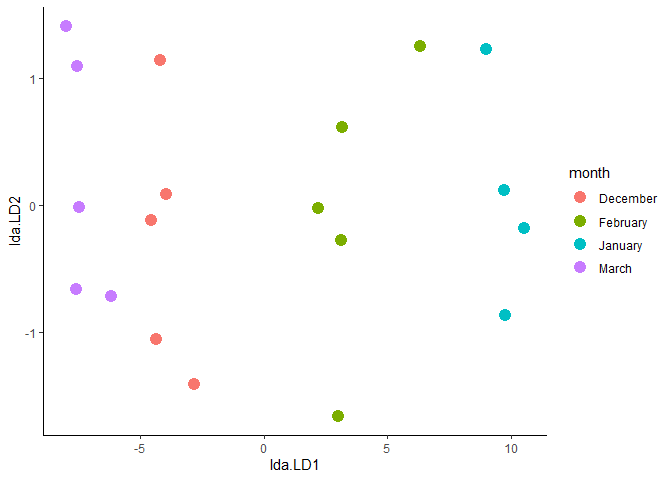 1
0
-1
-5
0
5
10
lda.LD1
lda.LD2
month
December
February
January
March